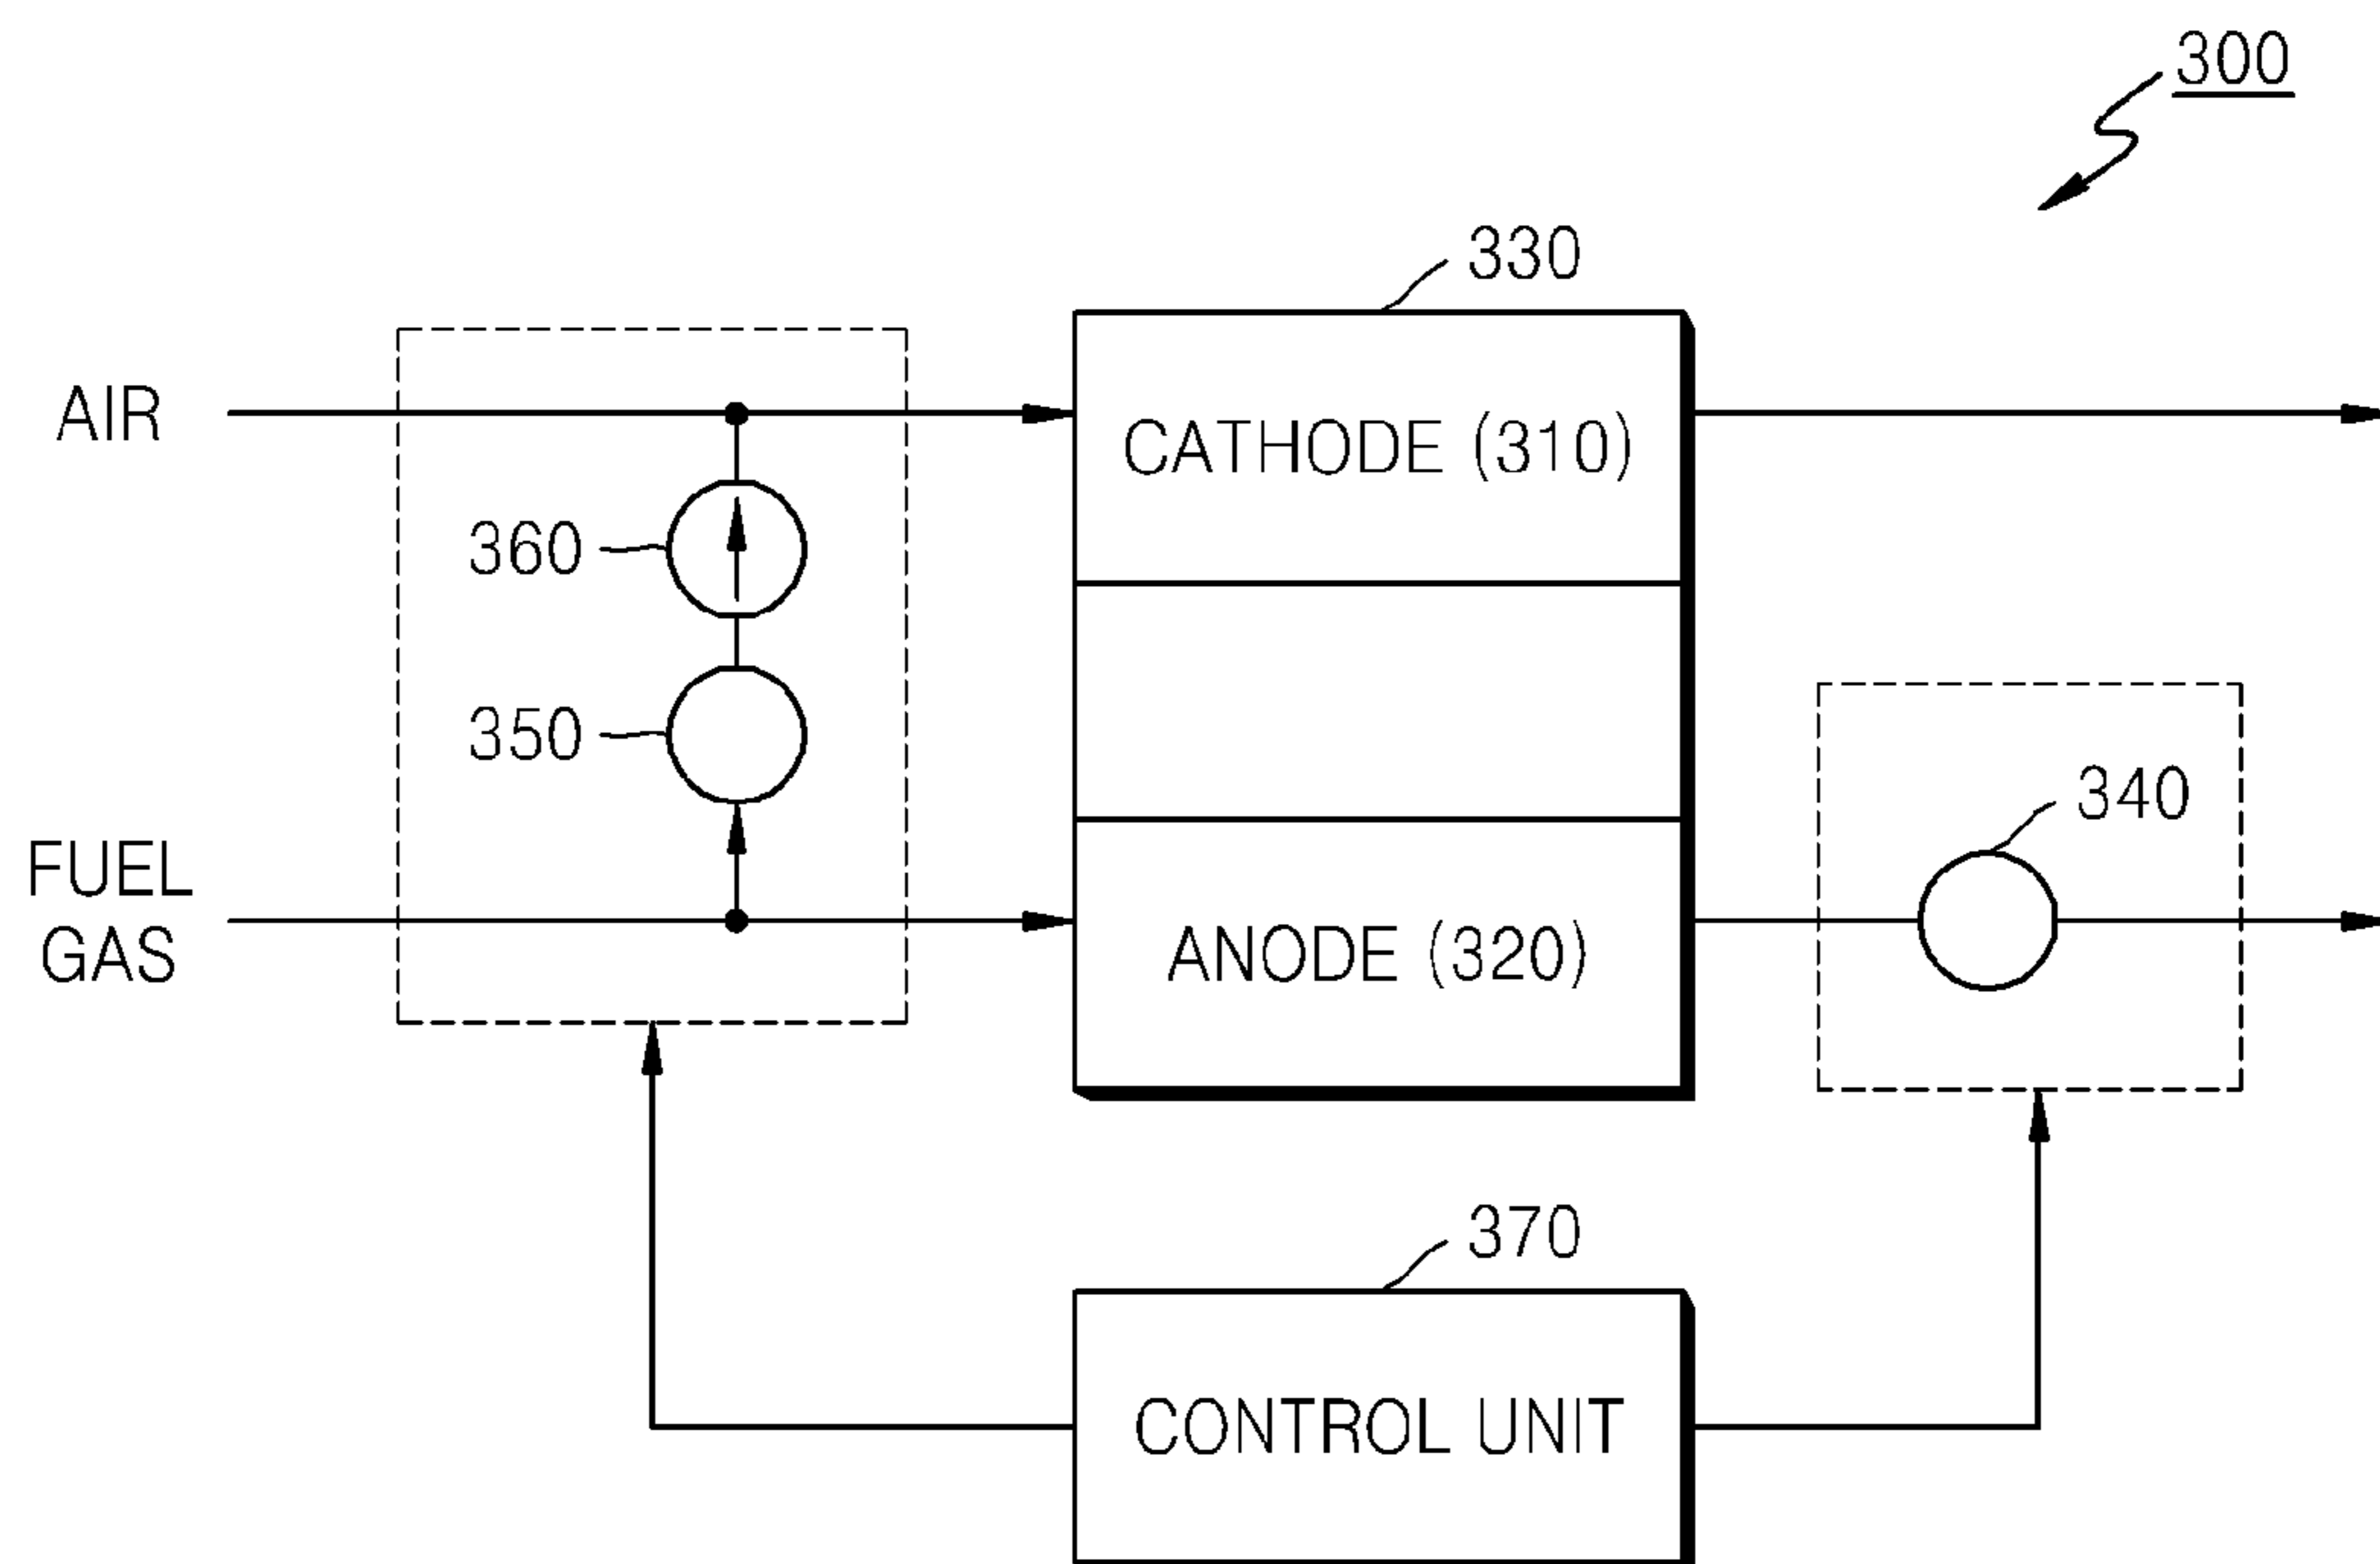 300
330
AIR
CATHODE (310)
360
350
340
FUEL
GAS
ANODE (320)
370
CONTROL UNIT